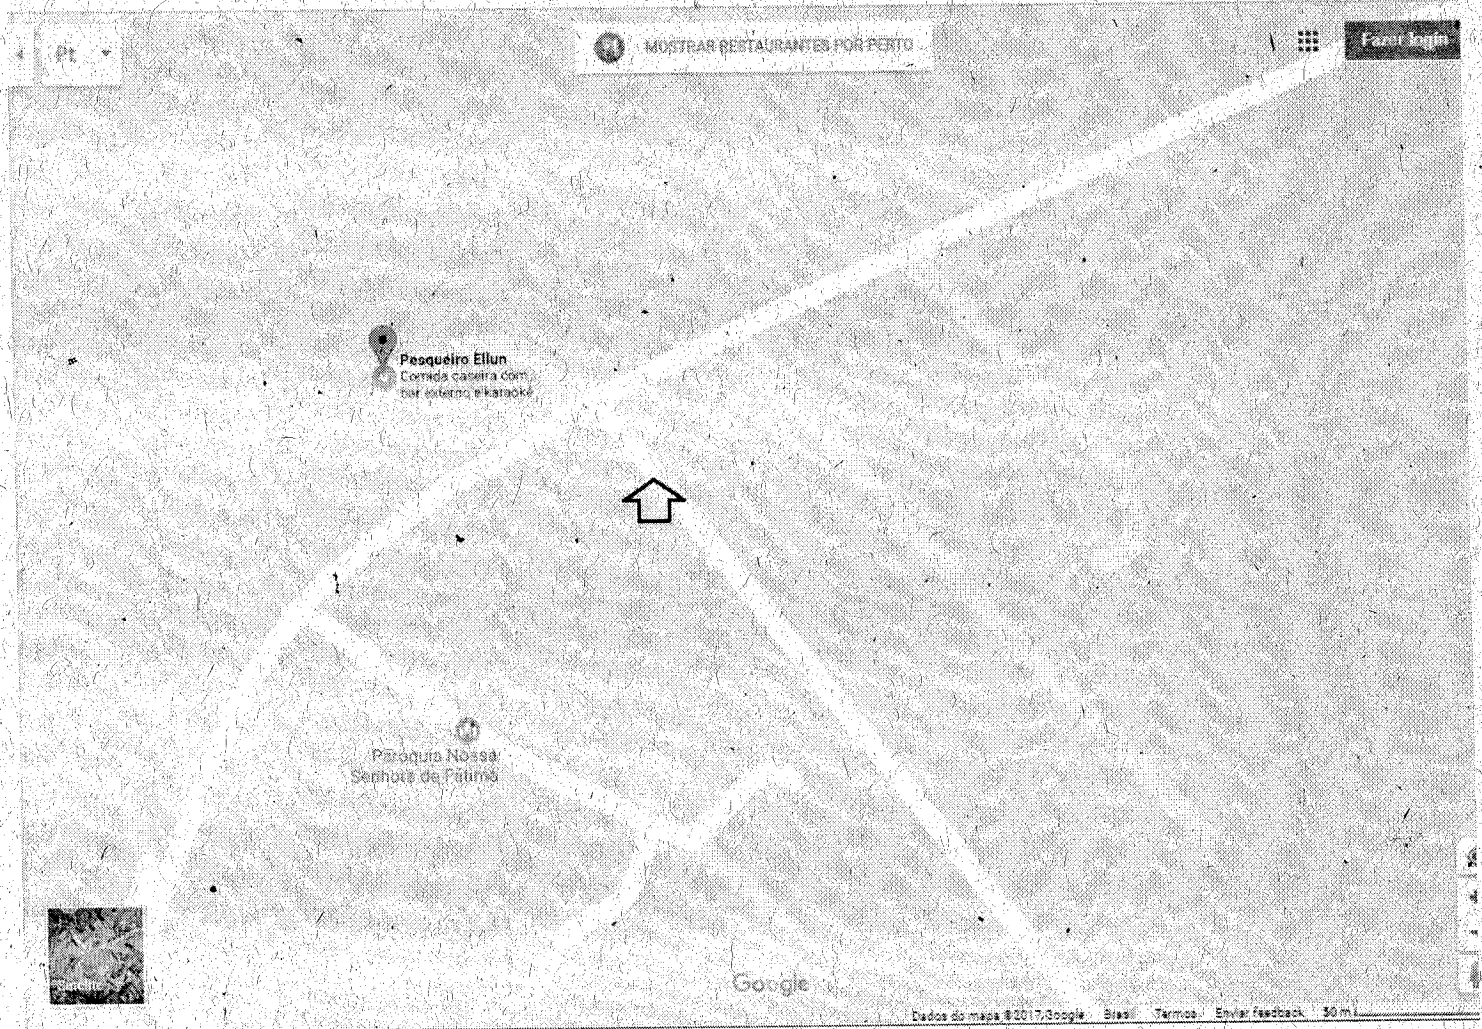 Pt
MOSTRAR RESTAURANTES POR PERTO
Fazer login
Pesqueiro Ellun
Comida caseira com
bar externo e karaokê
Paróquia Nossa
Senhora de Fátima
Google
Dados do mapa ©2017 Google Brasil Termos Enviar feedback 50 m